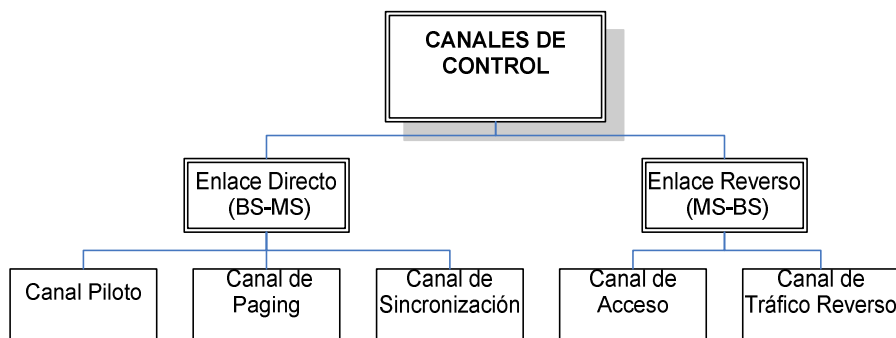 CANALES DE
CONTROL
Enlace Directo
(BS-MS)
Enlace Reverso
(MS-BS)
Canal Piloto
Canal de
Paging
Canal de
Sincronización
Canal de
Acceso
Canal de
Tráfico Reverso